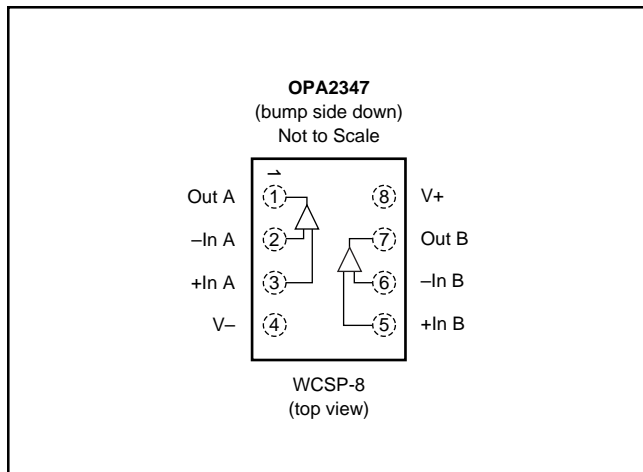 OPA2347
(bump side down)
Not to Scale
1
Out A 1 8 V+
–In A 2 7 Out B
+In A 3 6 –In B
V– 4 5 +In B
WCSP-8
(top view)